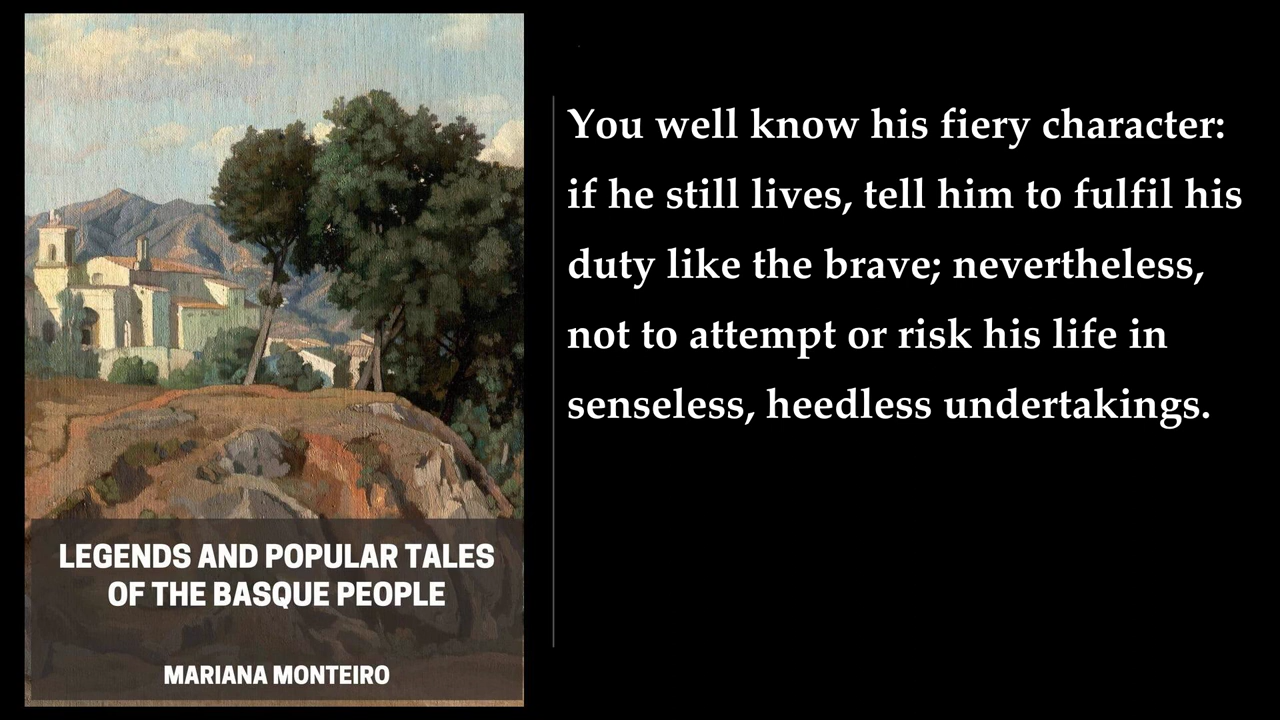 You well know his fiery character:
if he still lives, tell him to fulfil his
duty like the brave; nevertheless,
not to attempt or risk his life in
senseless, heedless undertakings.
LEGENDS AND POPULAR TALES
OF THE BASQUE PEOPLE
MARIANA MONTEIRO